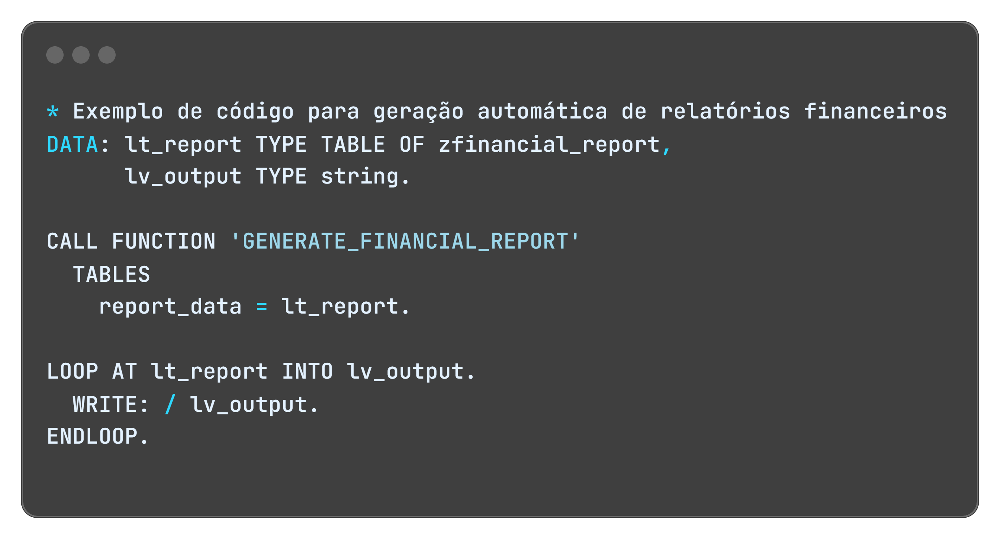 * Exemplo de código para geração automática de relatórios financeiros
DATA: lt_report TYPE TABLE OF zfinancial_report,
      lv_output TYPE string.

CALL FUNCTION 'GENERATE_FINANCIAL_REPORT'
  TABLES
    report_data = lt_report.

LOOP AT lt_report INTO lv_output.
  WRITE: / lv_output.
ENDLOOP.